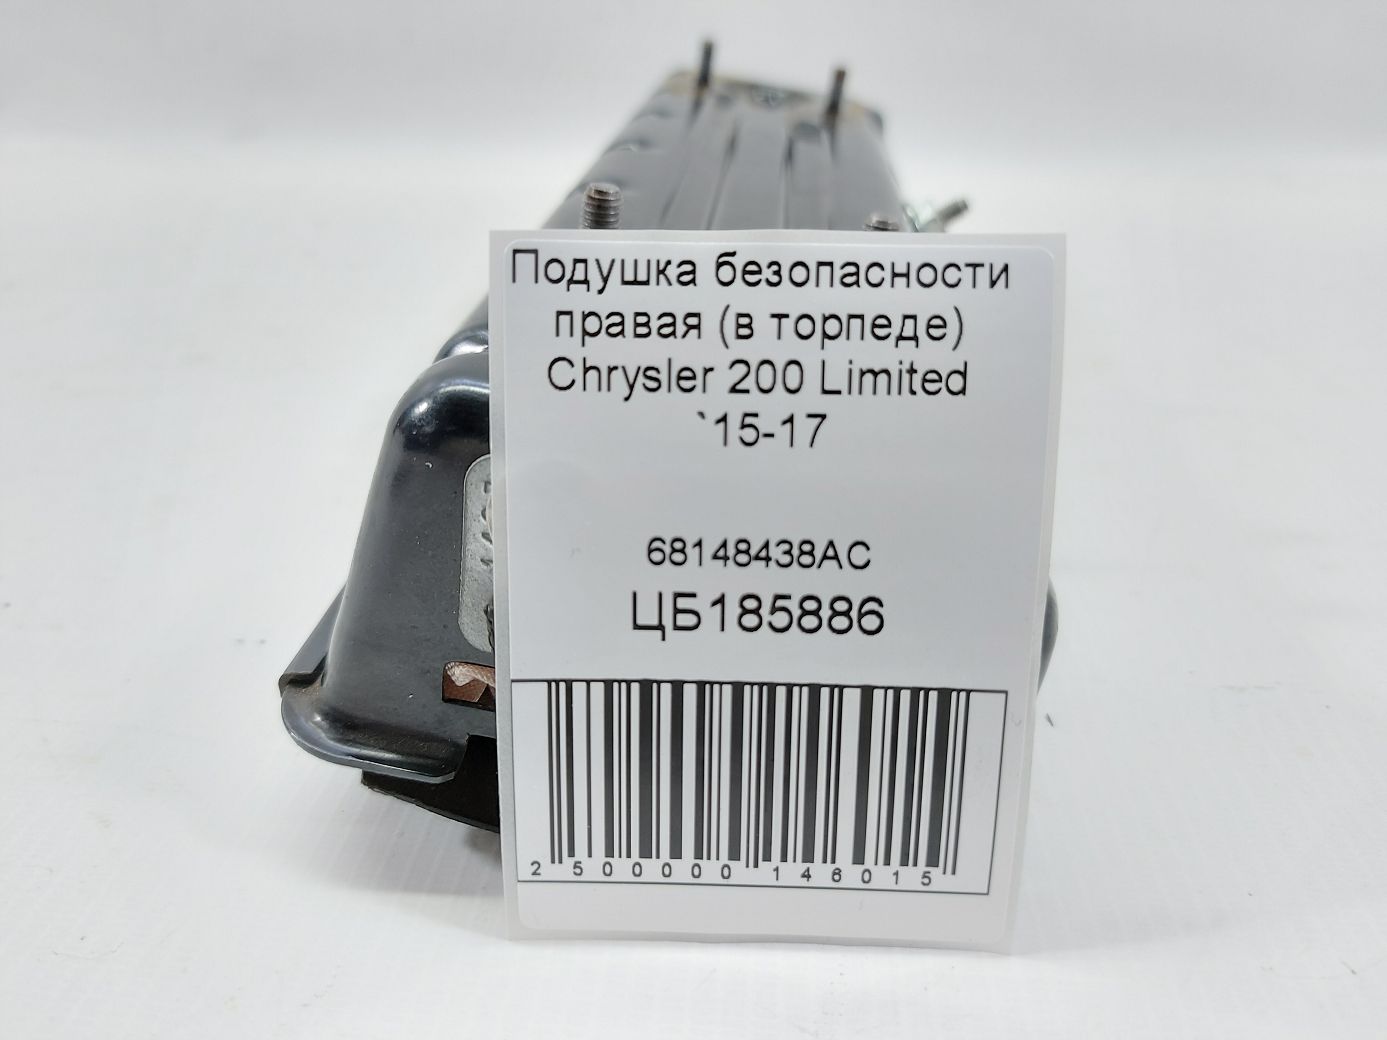 Подушка безопасности
правая (в торпеде)
Chrysler 200 Limited
`15-17
68148438AC
ЦБ185886
2 500000 146015